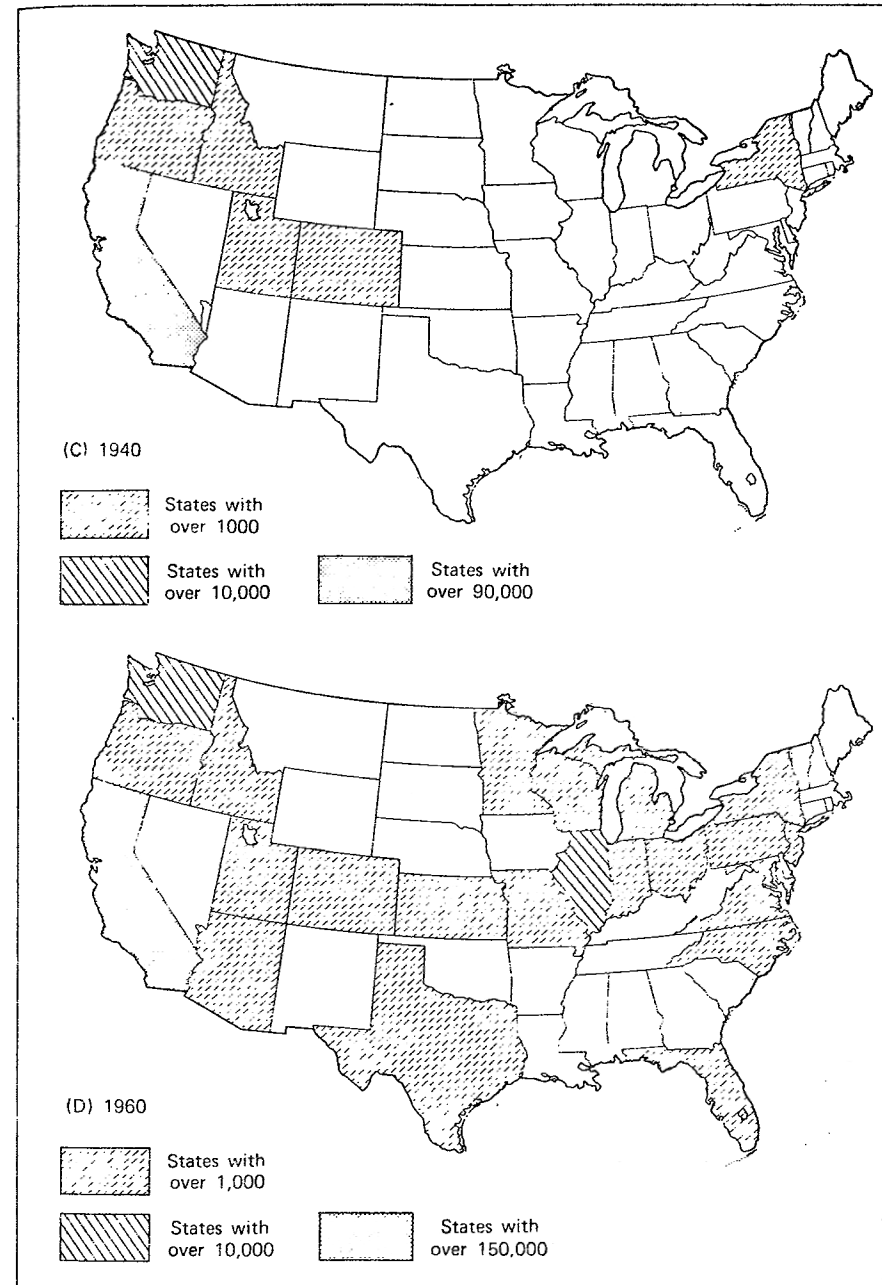 (C) 1940
States with
over 1000
States with
over 10,000
States with
over 90,000
(D) 1960
States with
over 1,000
States with
over 10,000
States with
over 150,000